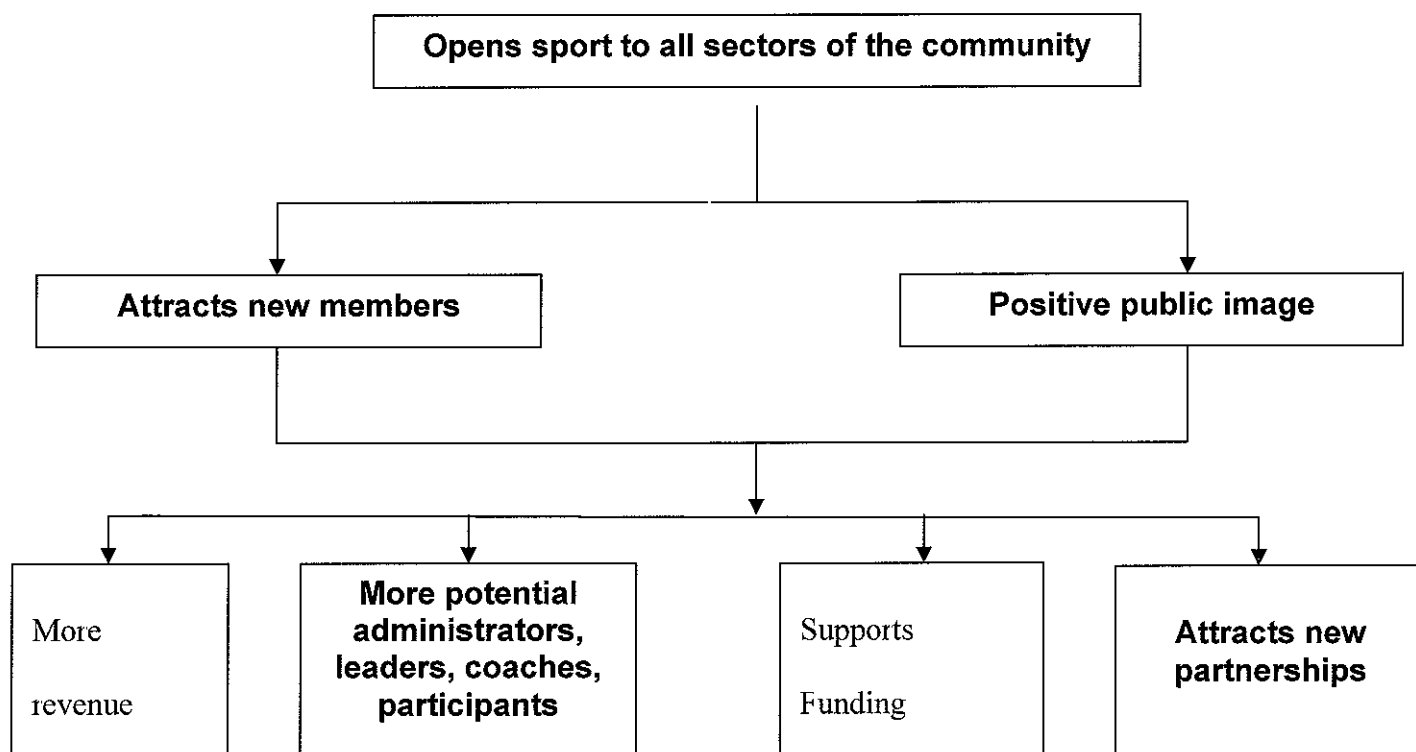 Opens sport to all sectors of the community
Attracts new members
Positive public image
More
revenue
More potential
administrators,
leaders, coaches,
participants
Supports
Funding
Attracts new
partnerships